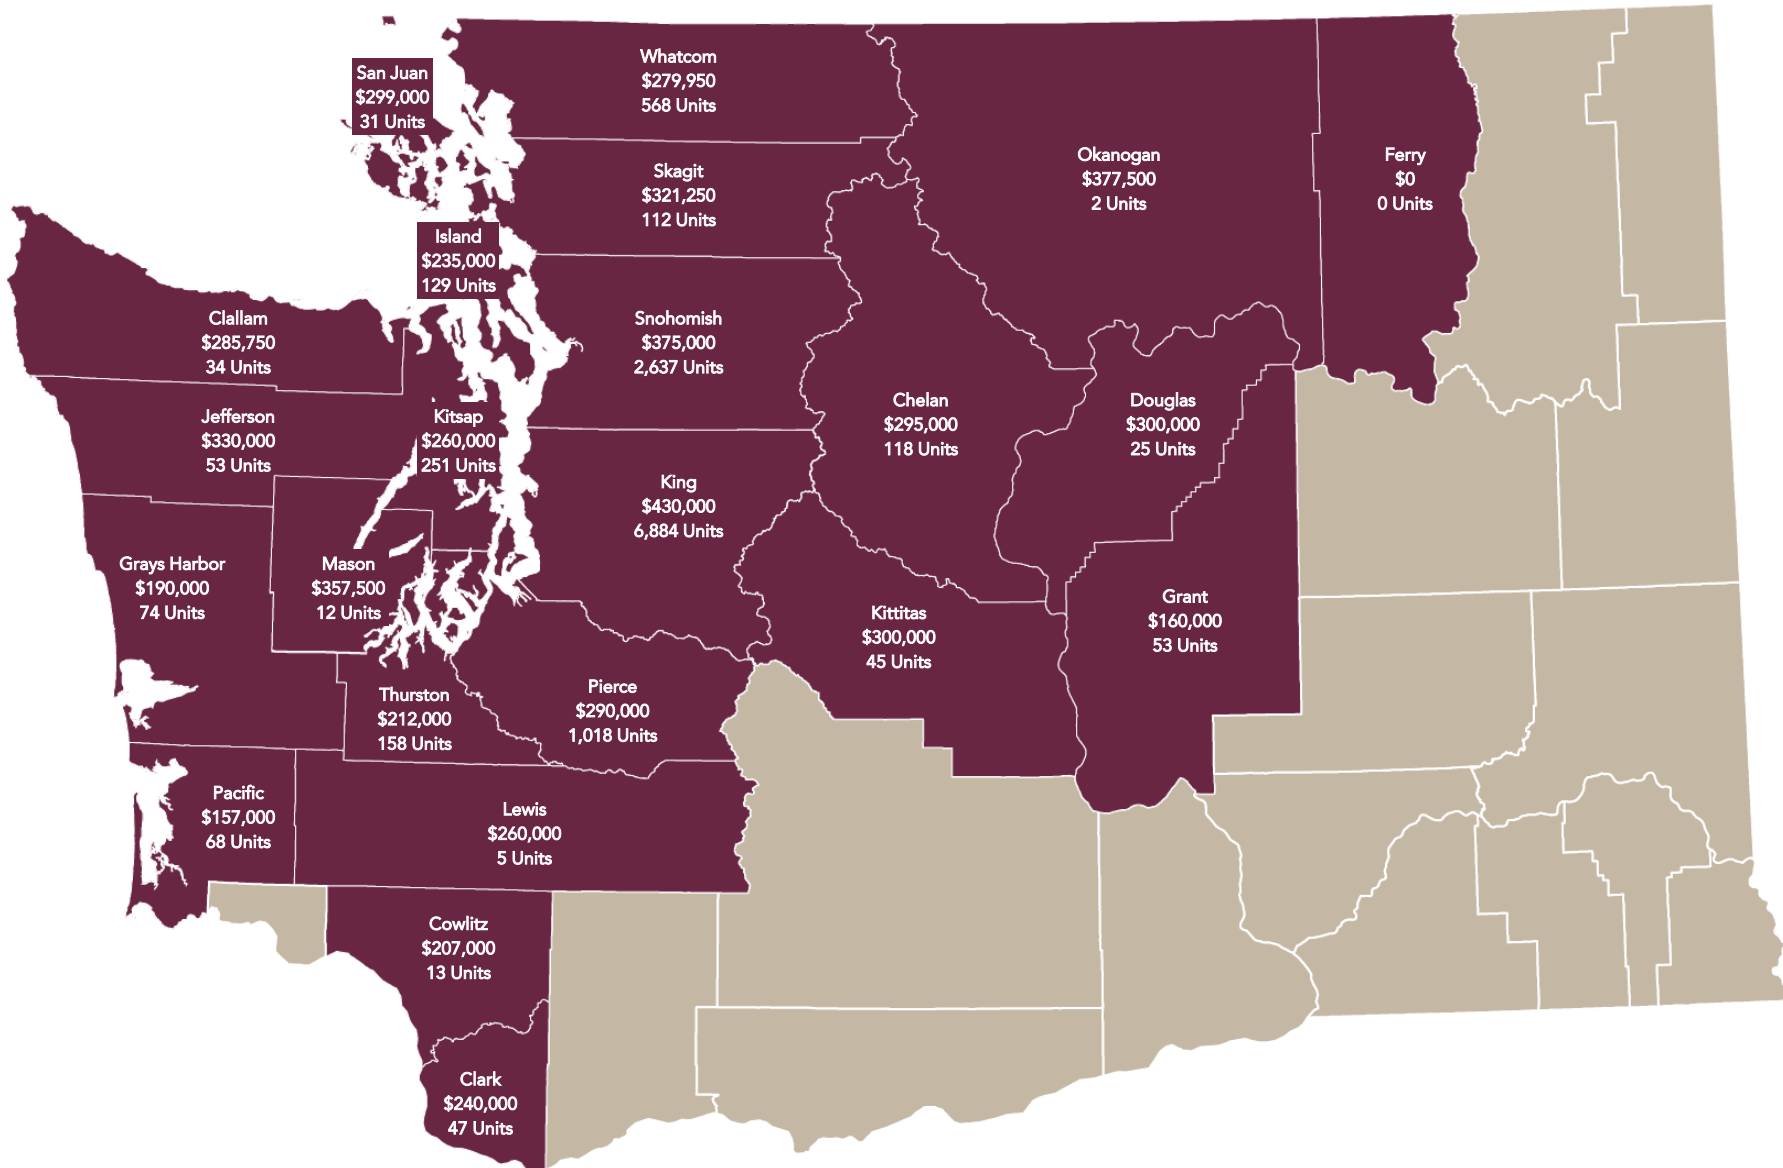 Whatcom
$279,950
568 Units
San Juan
$299,000
31 Units
Okanogan
$377,500
2 Units
Ferry
$0
0 Units
Skagit
$321,250
112 Units
Island
$235,000
129 Units
Clallam
$285,750
34 Units
Snohomish
$375,000
2,637 Units
Chelan
$295,000
118 Units
Douglas
$300,000
25 Units
Jefferson
$330,000
53 Units
Kitsap
$260,000
251 Units
King
$430,000
6,884 Units
Grays Harbor
$190,000
74 Units
Mason
$357,500
12 Units
Kittitas
$300,000
45 Units
Grant
$160,000
53 Units
Thurston
$212,000
158 Units
Pierce
$290,000
1,018 Units
Pacific
$157,000
68 Units
Lewis
$260,000
5 Units
Cowlitz
$207,000
13 Units
Clark
$240,000
47 Units